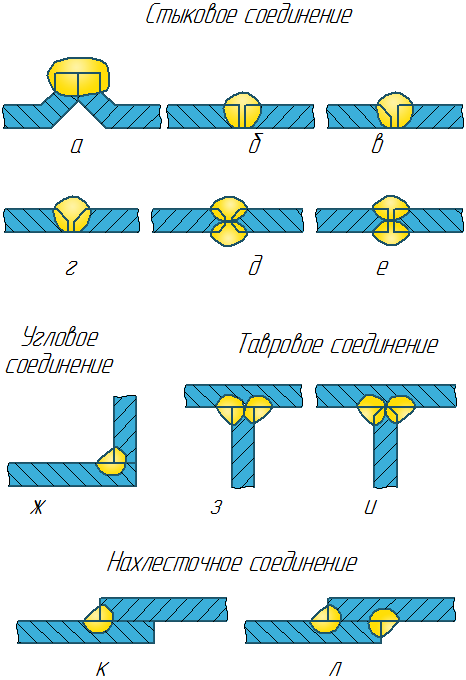 Стыковое соединение
а б в
г д е
Угловое
соединение
Тавровое соединение
ж з и
Нахлесточное соединение
к л